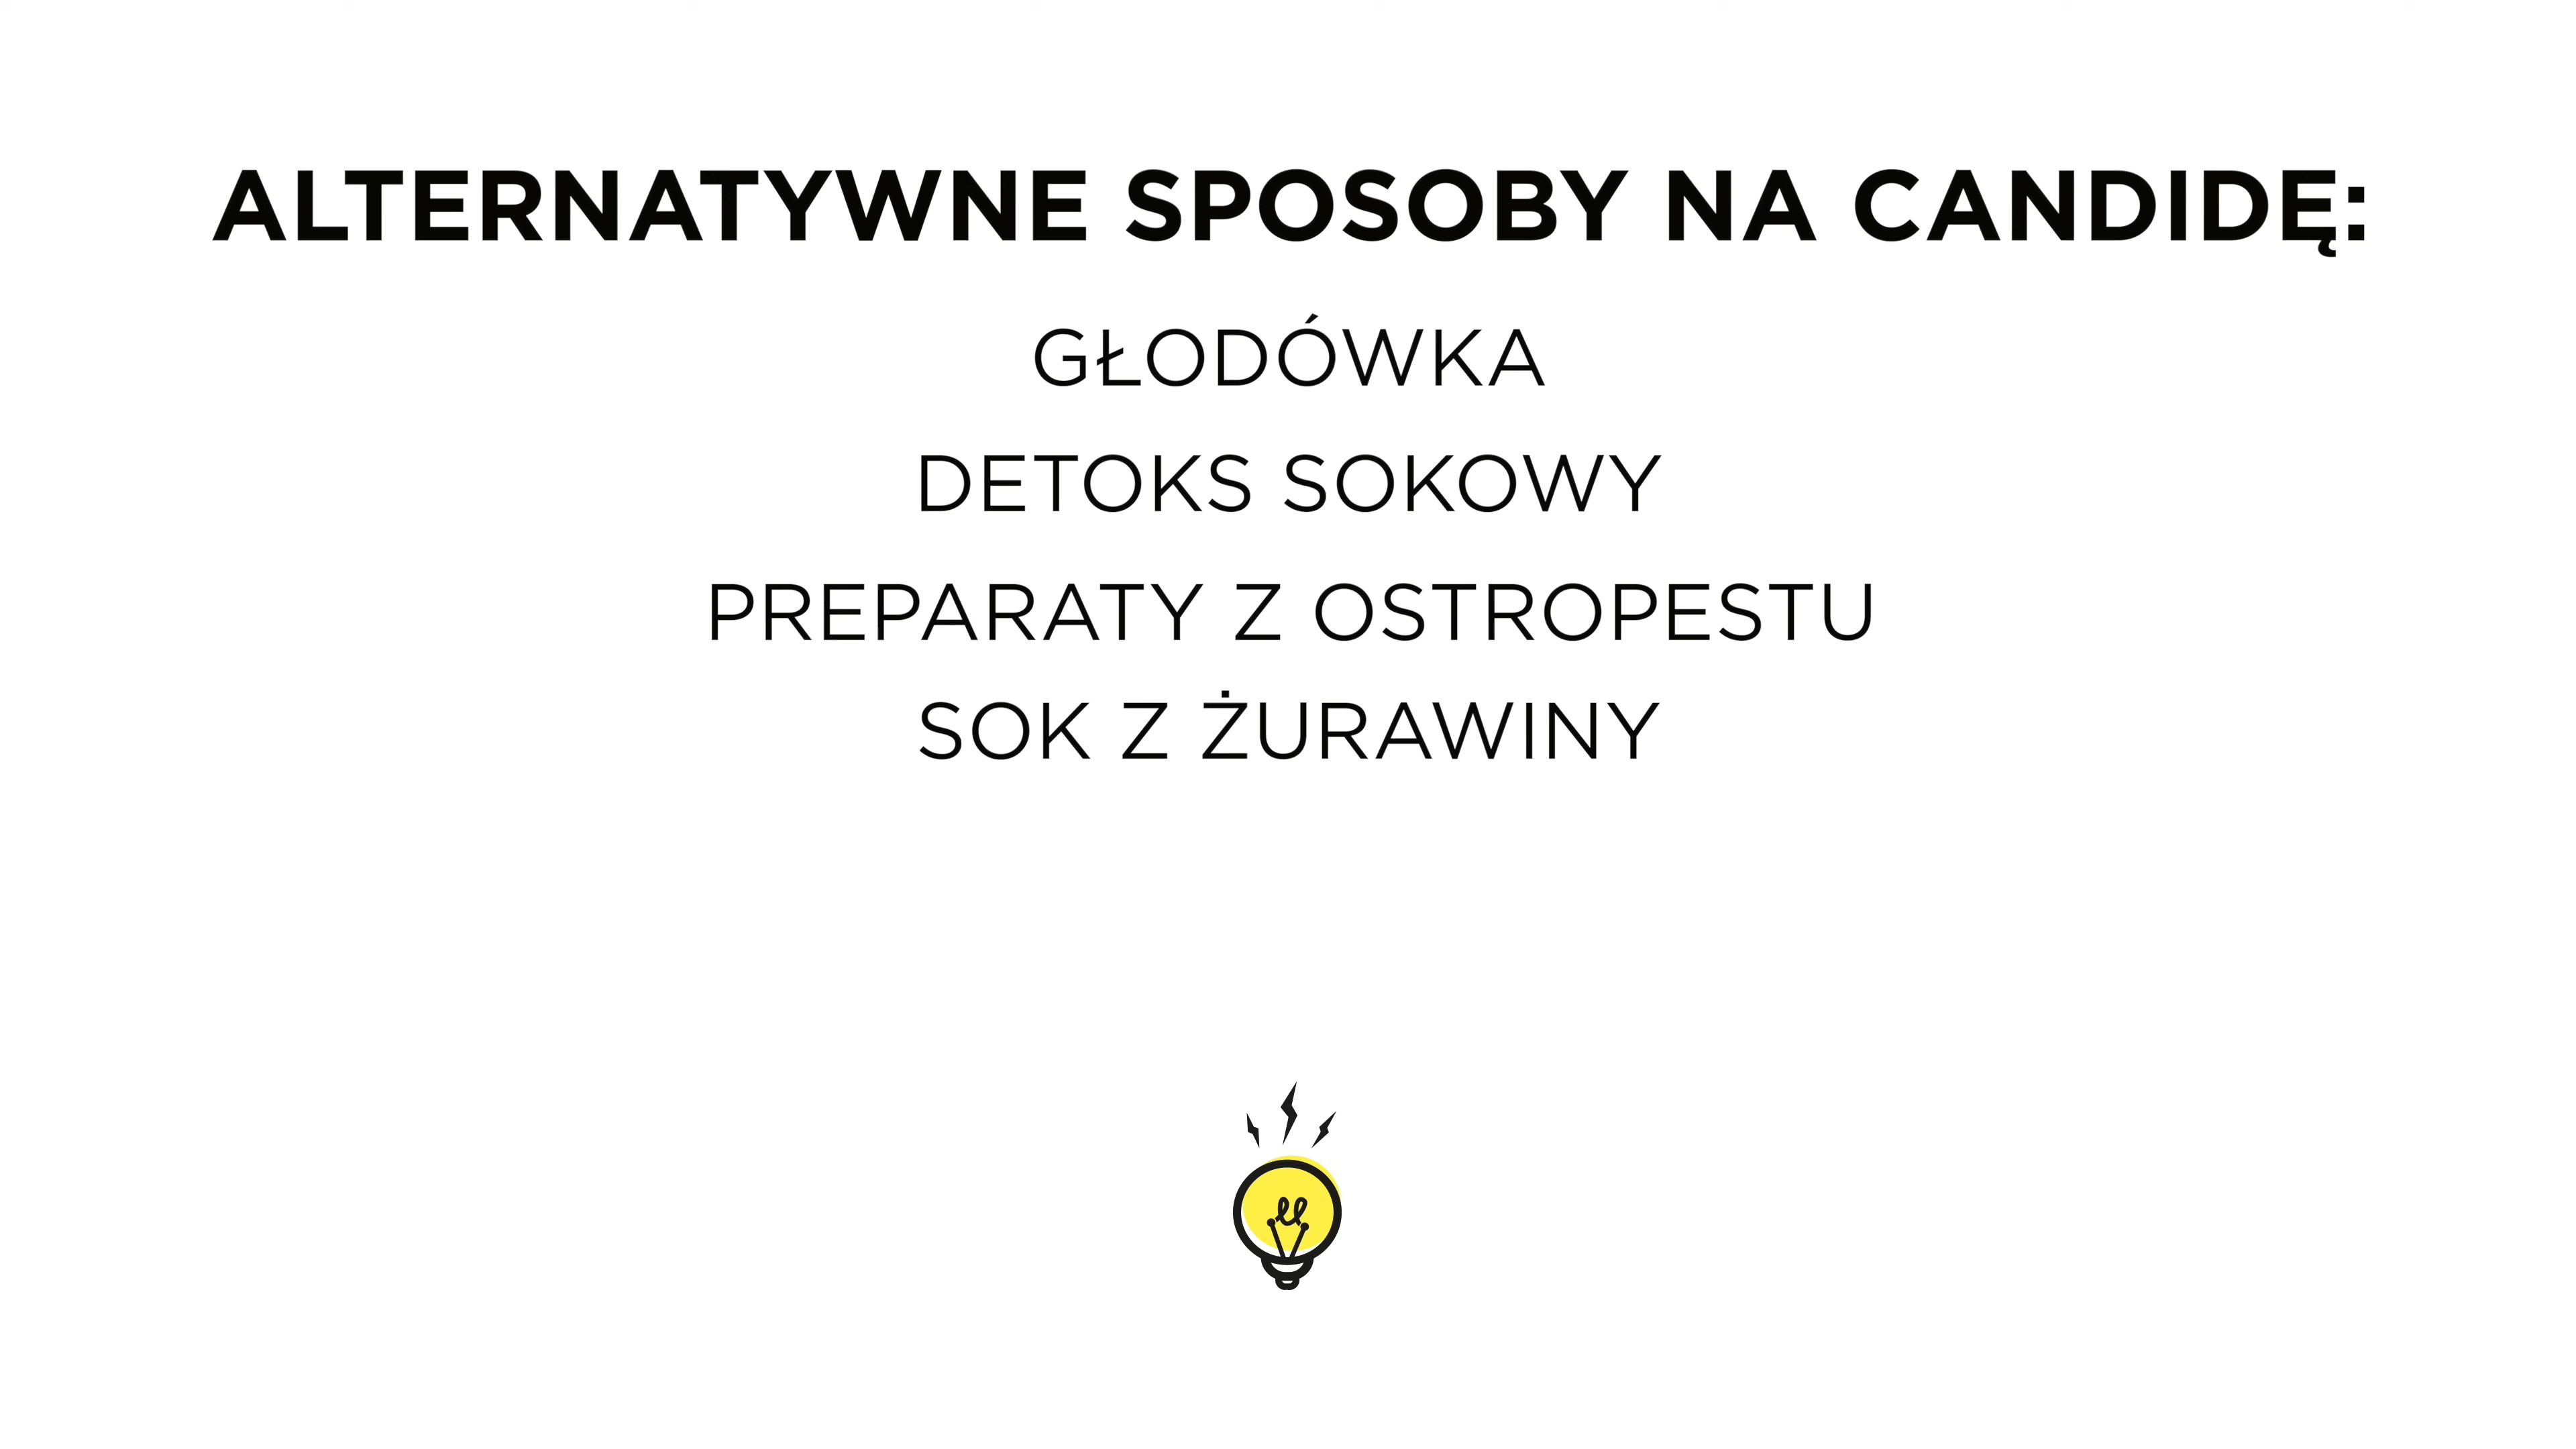 ALTERNATYWNE SPOSOBY NA CANDIDĘ:
GŁODÓWKA
DETOKS SOKOWY
PREPARATY Z OSTROPESTU
SOK Z ŻURAWINY